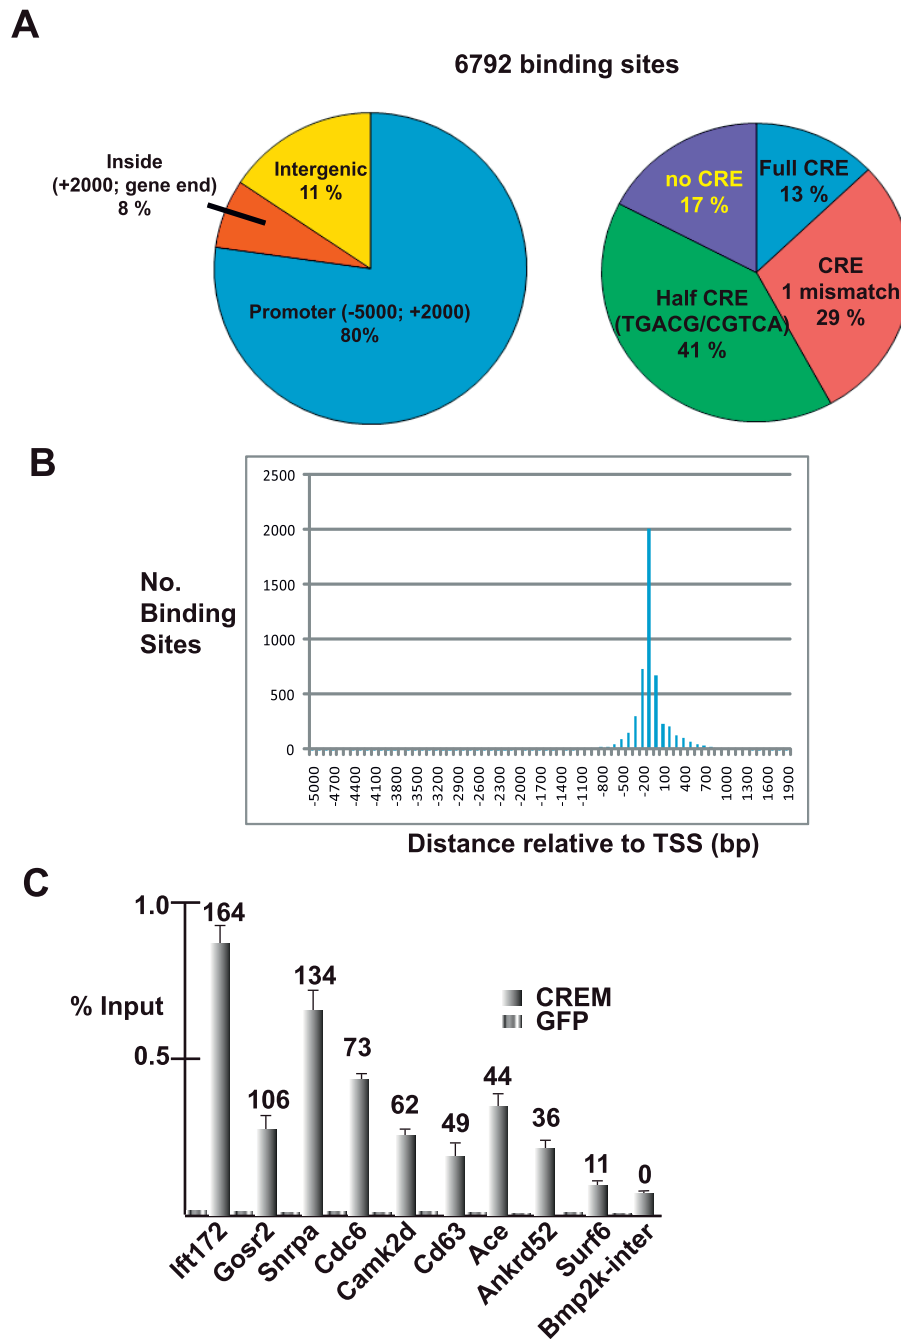 A
6792 binding sites
Inside
(+2000; gene end)
8 %
Intergenic
11 %
Promoter (-5000; +2000)
80%
no CRE
17 %
Full CRE
13 %
CRE
1 mismatch
29 %
Half CRE
(TGACG/CGTCA)
41 %
B
No.
Binding
Sites
2500
2000
1500
1000
500
0
-5000
-4700
-4400
-4100
-3800
-3500
-3200
-2900
-2600
-2300
-2000
-1700
-1400
-1100
-800
-500
-200
100
400
700
1000
1300
1600
1900
Distance relative to TSS (bp)
C
% Input
1.0
0.5
164
106
134
73
62
49
44
36
11
0
CREM
GFP
Ift172
Gosr2
Snrpa
Cdc6
Camk2d
Cd63
Ace
Ankrd52
Surf6
Bmp2k-inter